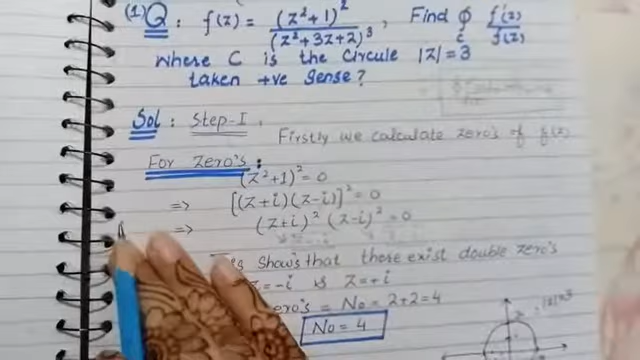 (1) Q : f(z) = (z²+1)² / (z²+3z+2)³ , Find ∮c f'(z)/f(z)
Where C is the Circule |z| = 3
taken +ve Sense?
Sol : Step-I.
Firstly we calculate zero's of f(z)
For Zero's :
(z²+1)² = 0
=> [(z+i)(z-i)]² = 0
=> (z+i)² (z-i)² = 0
shows that there exist double zero's
z = -i is z = +i
= No = 2+2 = 4
No = 4